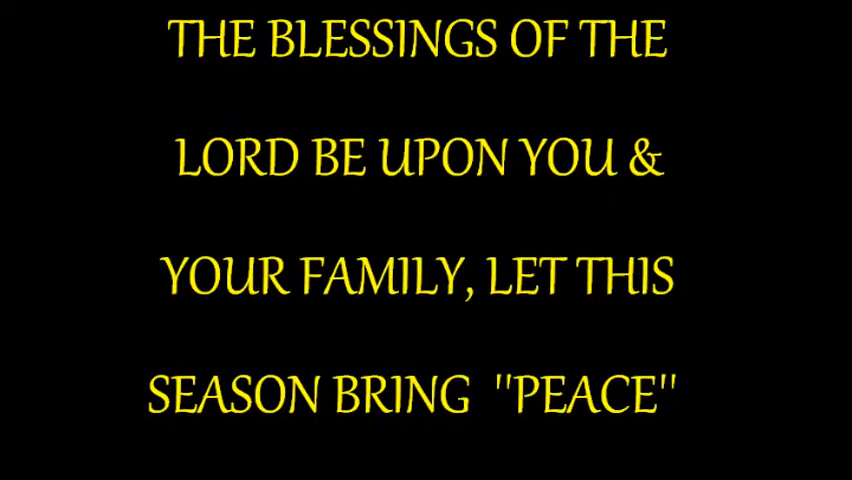 THE BLESSINGS OF THE
LORD BE UPON YOU &
YOUR FAMILY, LET THIS
SEASON BRING "PEACE"